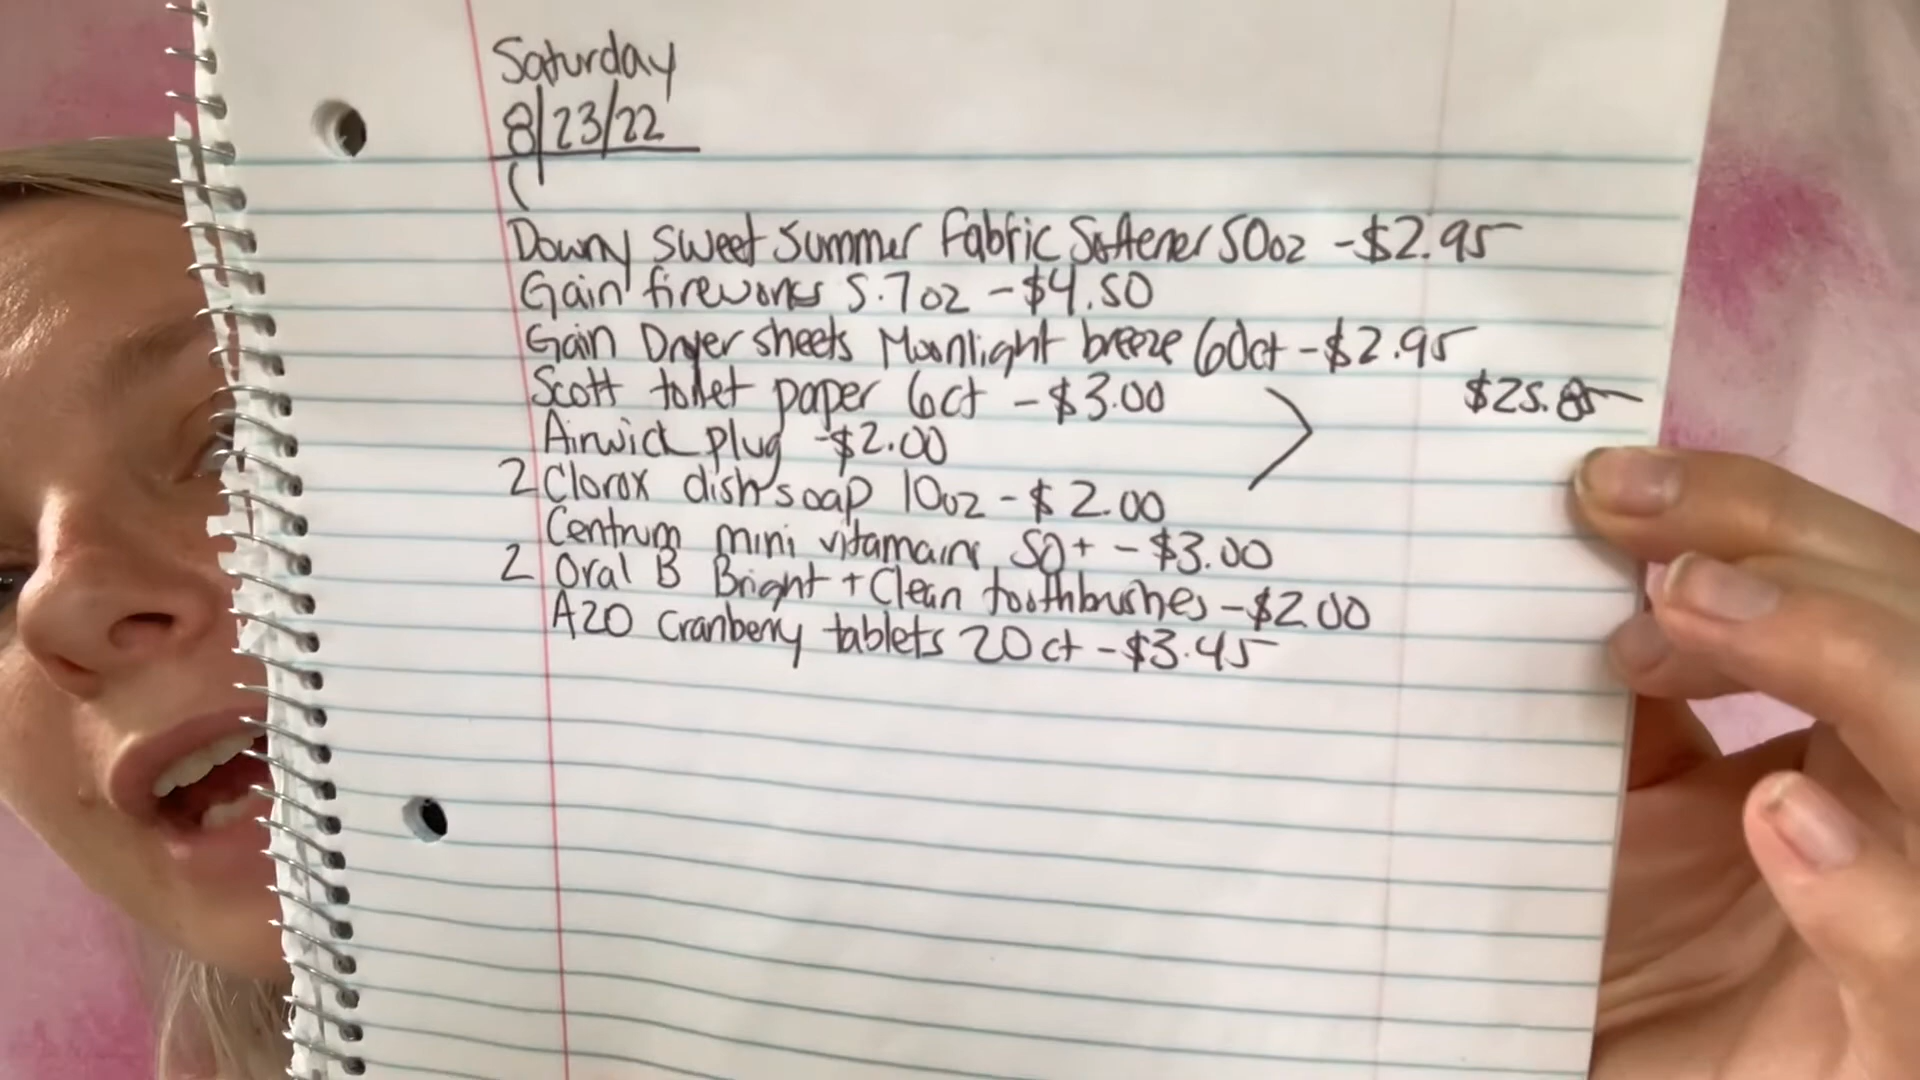 Saturday
8/23/22
Downy Sweet Summer Fabric Softener 50oz - $2.95
Gain fireworks 5.7oz - $4.50
Gain Dryer sheets Moonlight breeze 60ct - $2.95
Scott toilet paper 6ct - $3.00
$25.85
Airwick plug - $2.00
2 Clorox dish soap 10oz - $2.00
Centrum mini vitamains 50+ - $3.00
2 Oral B Bright + Clean toothbrushes - $2.00
AZO Cranberry tablets 20ct - $3.45